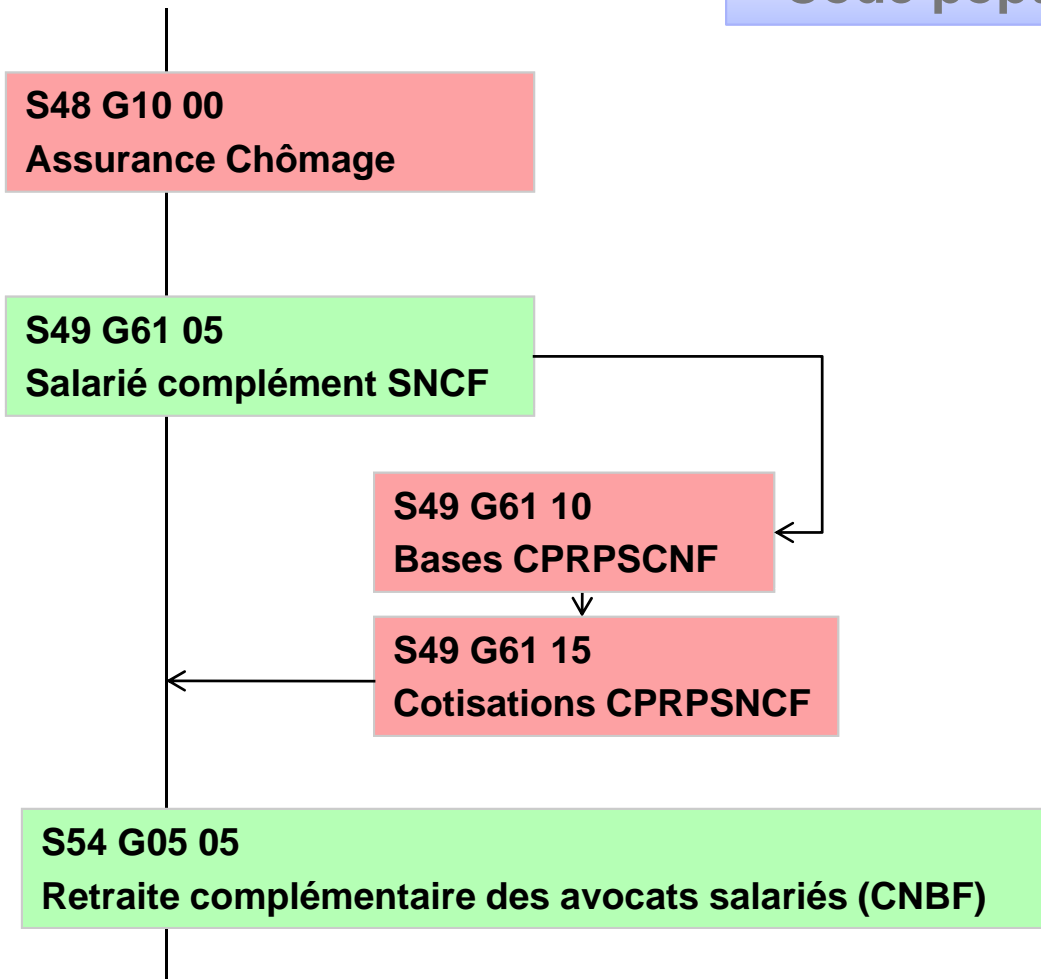 S48 G10 00
Assurance Chômage
S49 G61 05
Salarié complément SNCF
S49 G61 10
Bases CPRPSCNF
S49 G61 15
Cotisations CPRPSNCF
S54 G05 05
Retraite complémentaire des avocats salariés (CNBF)